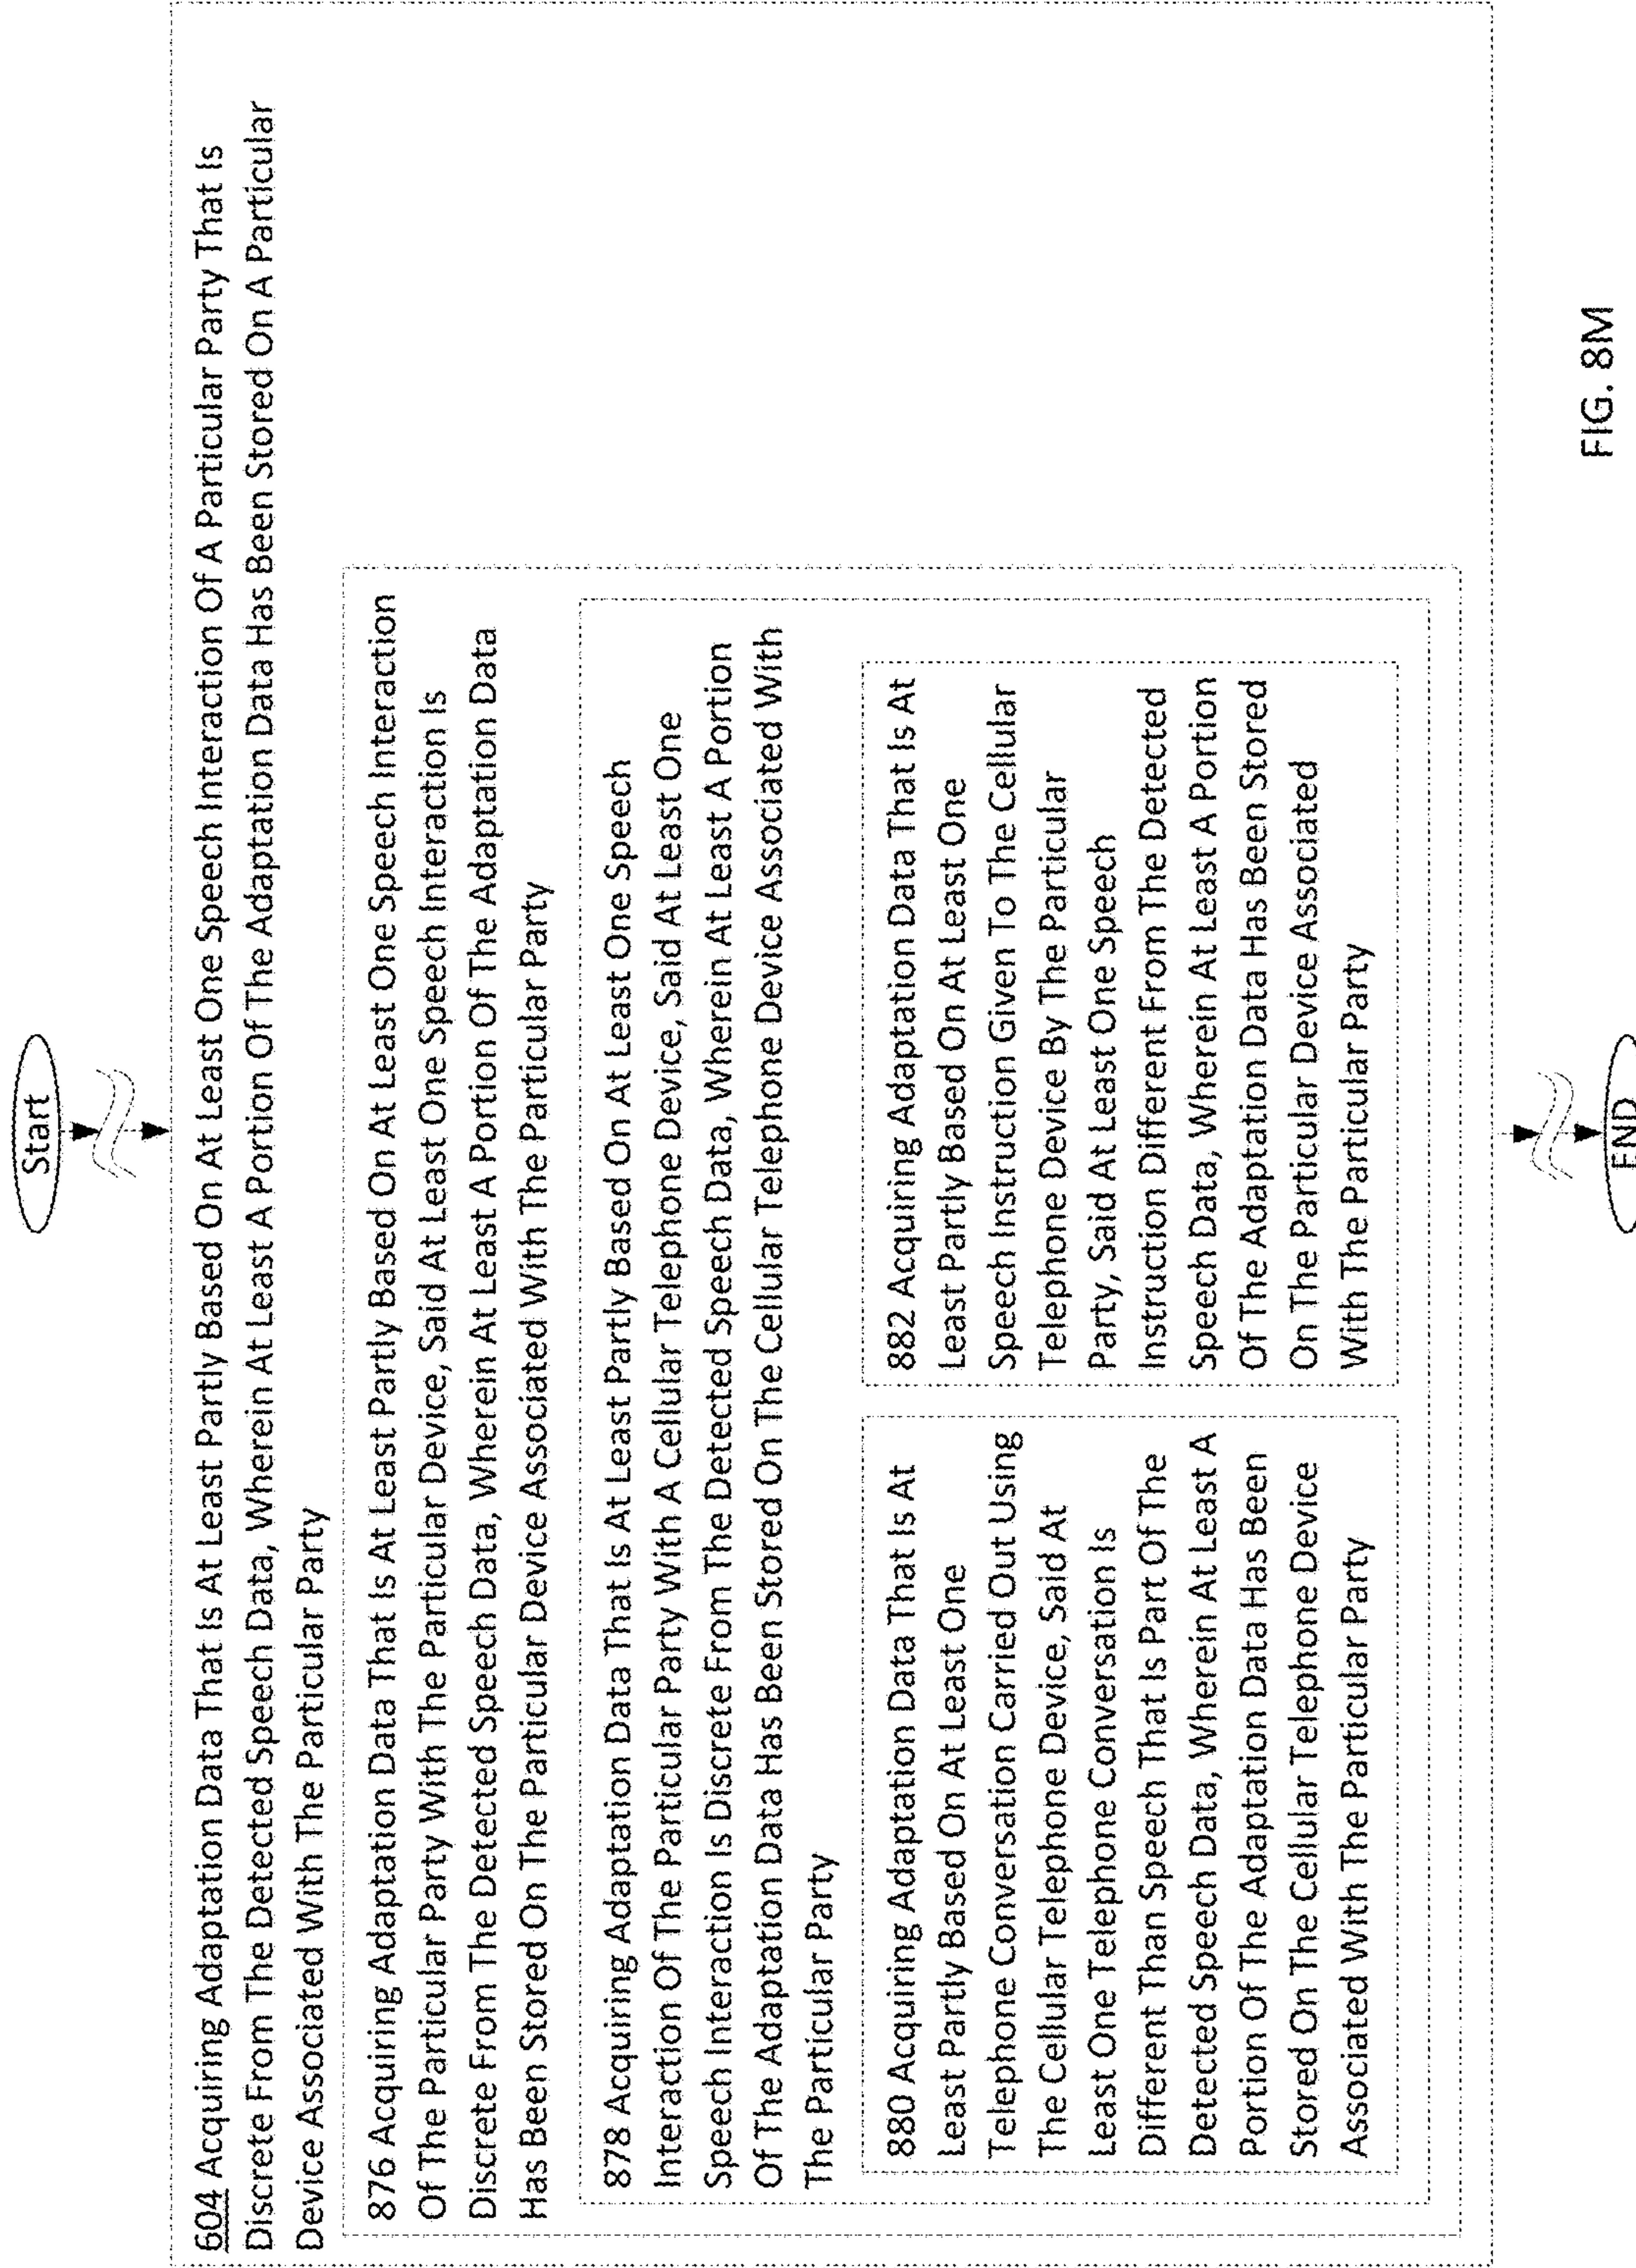 Start
604 Acquiring Adaptation Data That Is At Least Partly Based On At Least One Speech Interaction Of A Particular Party That Is
Discrete From The Detected Speech Data, Wherein At Least A Portion Of The Adaptation Data Has Been Stored On A Particular
Device Associated With The Particular Party
876 Acquiring Adaptation Data That Is At Least Partly Based On At Least One Speech Interaction
Of The Particular Party With The Particular Device, Said At Least One Speech Interaction Is
Discrete From The Detected Speech Data, Wherein At Least A Portion Of The Adaptation Data
Has Been Stored On The Particular Device Associated With The Particular Party
878 Acquiring Adaptation Data That Is At Least Partly Based On At Least One Speech
Interaction Of The Particular Party With A Cellular Telephone Device, Said At Least One
Speech Interaction Is Discrete From The Detected Speech Data, Wherein At Least A Portion
Of The Adaptation Data Has Been Stored On The Cellular Telephone Device Associated With
The Particular Party
880 Acquiring Adaptation Data That Is At
Least Partly Based On At Least One
Telephone Conversation Carried Out Using
The Cellular Telephone Device, Said At
Least One Telephone Conversation Is
Different Than Speech That Is Part Of The
Detected Speech Data, Wherein At Least A
Portion Of The Adaptation Data Has Been
Stored On The Cellular Telephone Device
Associated With The Particular Party
882 Acquiring Adaptation Data That Is At
Least Partly Based On At Least One
Speech Instruction Given To The Cellular
Telephone Device By The Particular
Party, Said At Least One Speech
Instruction Different From The Detected
Speech Data, Wherein At Least A Portion
Of The Adaptation Data Has Been Stored
On The Particular Device Associated
With The Particular Party
END
FIG. 8M